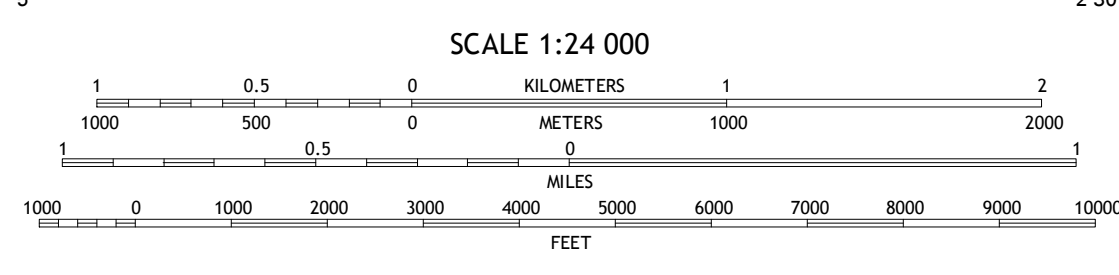 SCALE 1:24 000
1 0.5 0 KILOMETERS 1 2
1000 500 0 METERS 1000 2000
1 0.5 0 1
MILES
1000 0 1000 2000 3000 4000 5000 6000 7000 8000 9000 10000
FEET